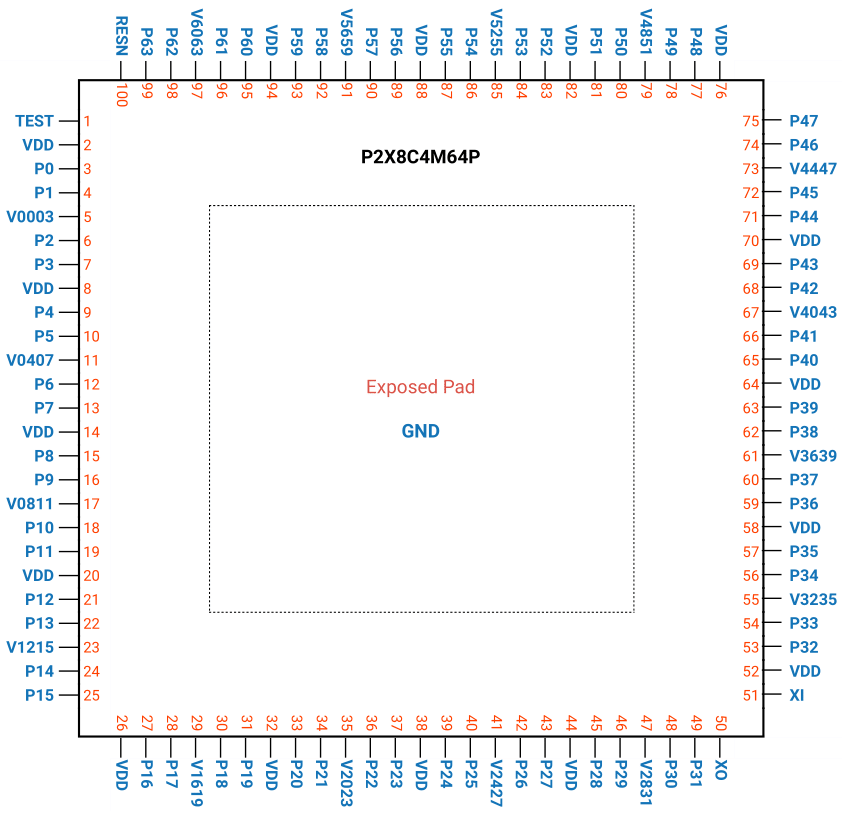 RESN P63 P62 V6063 P61 P60 VDD P59 P58 V5659 P57 P56 VDD P55 P54 V5255 P53 P52 VDD P51 P50 V4851 P49 P48 VDD
100 99 98 97 96 95 94 93 92 91 90 89 88 87 86 85 84 83 82 81 80 79 78 77 76
P2X8C4M64P
TEST 1 75 P47
VDD 2 74 P46
P0 3 73 V4447
P1 4 72 P45
V0003 5 71 P44
P2 6 70 VDD
P3 7 69 P43
VDD 8 68 P42
P4 9 67 V4043
P5 10 66 P41
V0407 11 65 P40
P6 12 64 VDD
P7 13 63 P39
VDD 14 62 P38
P8 15 61 V3639
P9 16 60 P37
V0811 17 59 P36
P10 18 58 VDD
P11 19 57 P35
VDD 20 56 P34
P12 21 55 V3235
P13 22 54 P33
V1215 23 53 P32
P14 24 52 VDD
P15 25 51 XI
Exposed Pad
GND
26 27 28 29 30 31 32 33 34 35 36 37 38 39 40 41 42 43 44 45 46 47 48 49 50
VDD P16 P17 V1619 P18 P19 VDD P20 P21 V2023 P22 P23 VDD P24 P25 V2427 P26 P27 VDD P28 P29 V2831 P30 P31 XO